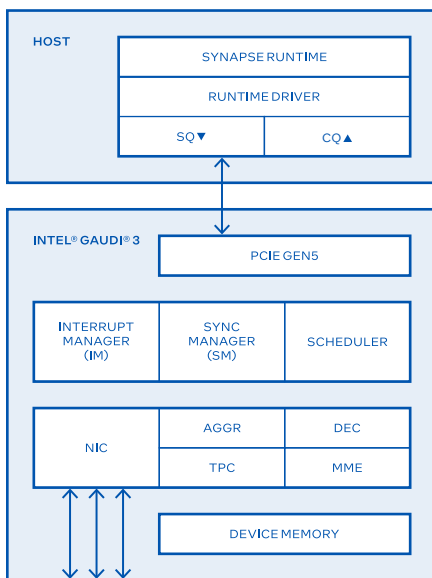 HOST
SYNAPSE RUNTIME
RUNTIME DRIVER
SQ▼
CQ▲
INTEL® GAUDI® 3
PCIE GEN5
INTERRUPT
MANAGER
(IM)
SYNC
MANAGER
(SM)
SCHEDULER
NIC
AGGR
DEC
TPC
MME
DEVICE MEMORY